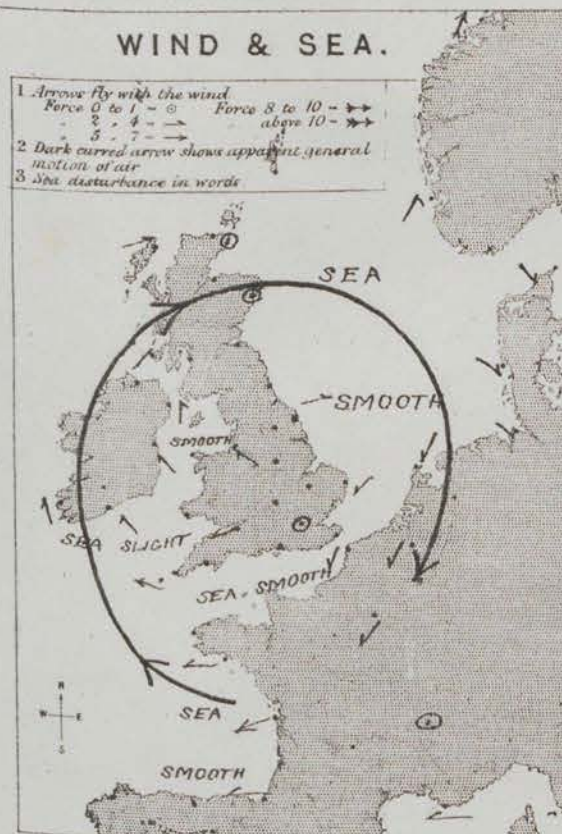 WIND & SEA.
1 Arrows fly with the wind
Force 0 to 1 - ⊙ Force 8 to 10 -
" 2 " 4 - above 10 -
" 5 " 7 -
2 Dark curved arrow shows apparent general
motion of air
3 Sea disturbance in words
SEA
SMOOTH
SMOOTH
SEA SLIGHT
SEA SMOOTH
N
W E
S
SEA
SMOOTH